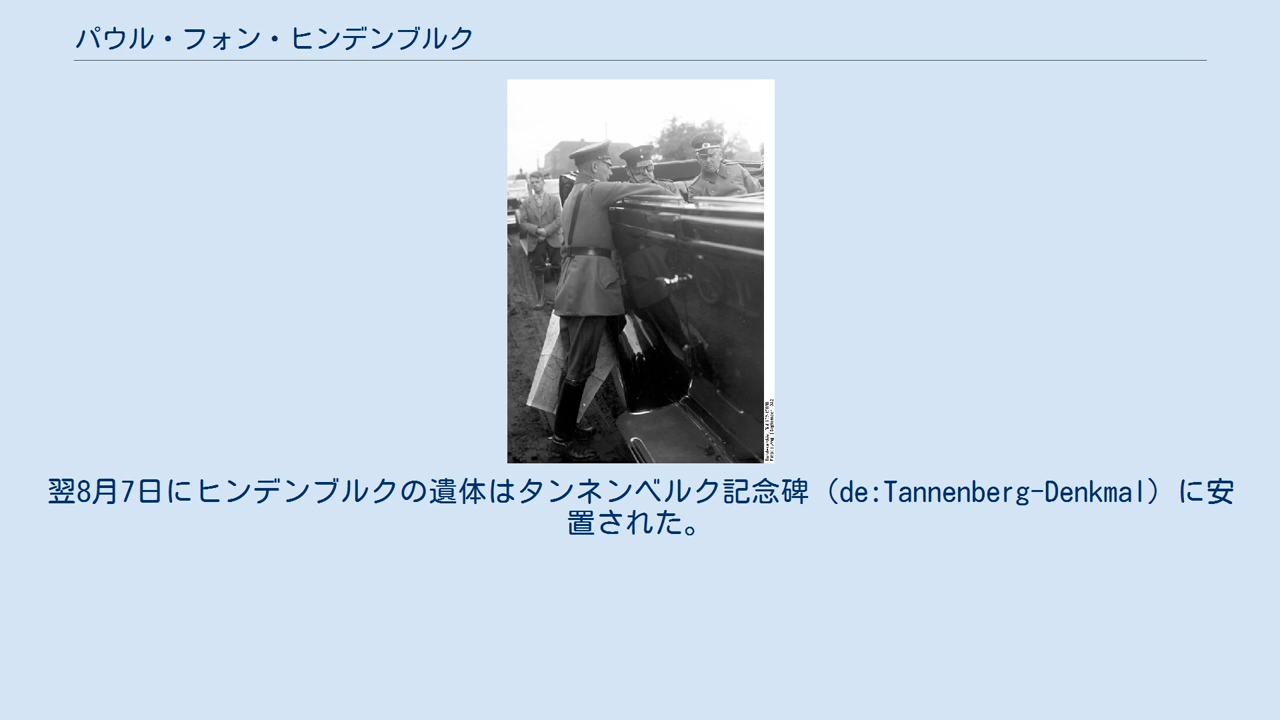 パウル・フォン・ヒンデンブルク
翌8月7日にヒンデンブルクの遺体はタンネンベルク記念碑（de:Tannenberg-Denkmal）に安
置された。